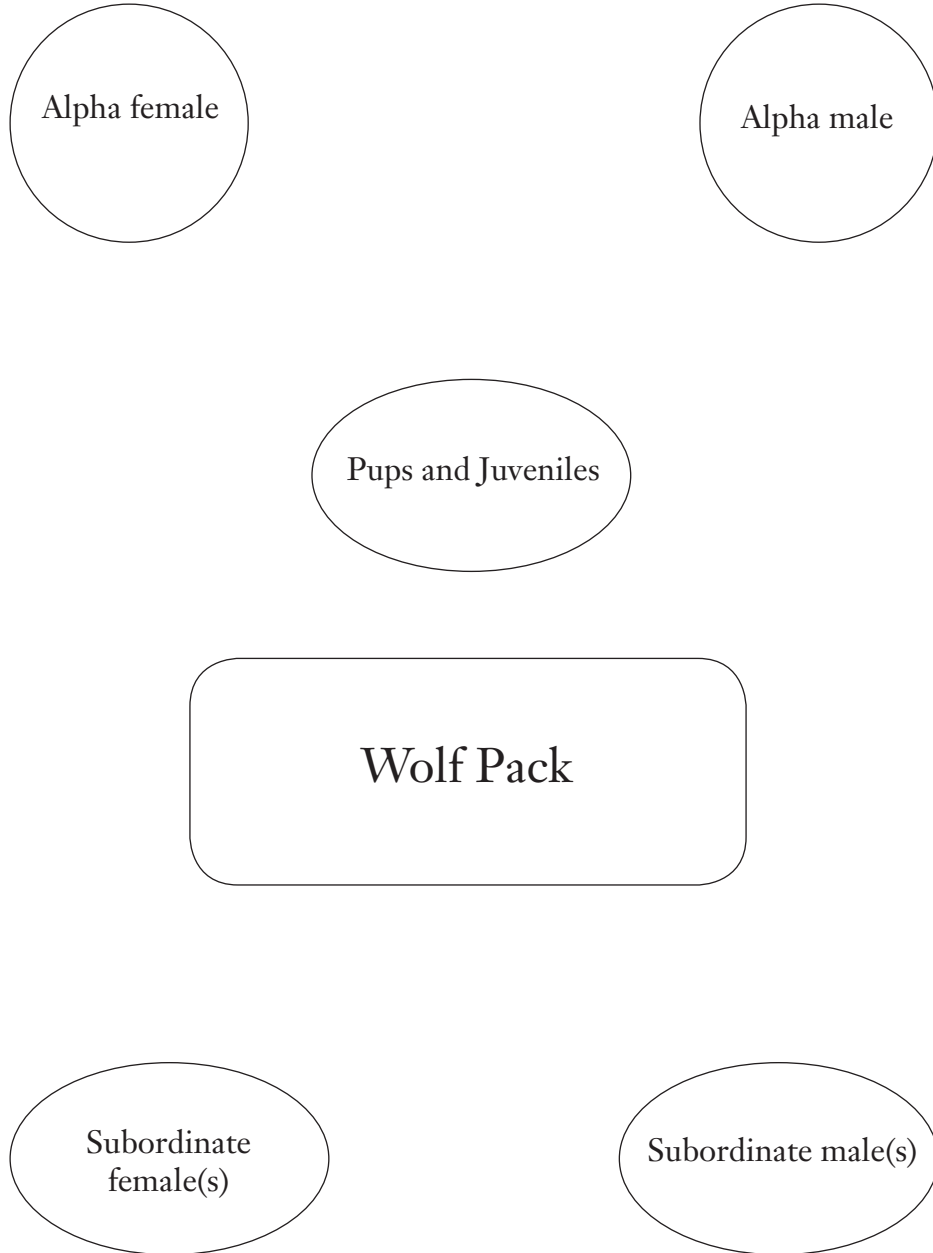 Alpha female
Alpha male
Pups and Juveniles
Wolf Pack
Subordinate
female(s)
Subordinate male(s)